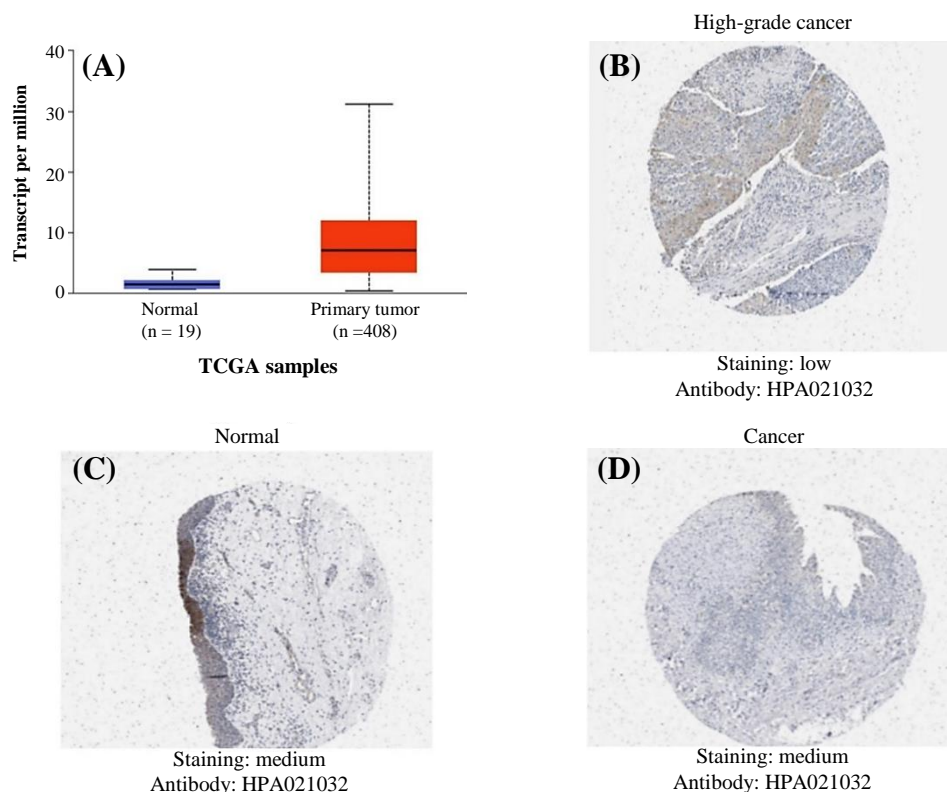 High-grade cancer
(A)
40
30
20
10
0
Transcript per million
Normal
(n = 19)
Primary tumor
(n =408)
TCGA samples
(B)
Staining: low
Antibody: HPA021032
Normal
(C)
Staining: medium
Antibody: HPA021032
Cancer
(D)
Staining: medium
Antibody: HPA021032